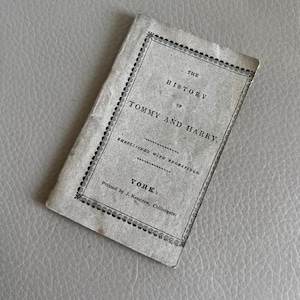 THE
HISTORY
OF
TOMMY AND HARRY.
EMBELLISHED WITH ENGRAVINGS.
YORK:
Printed by J. Kendrew, Colliergate.